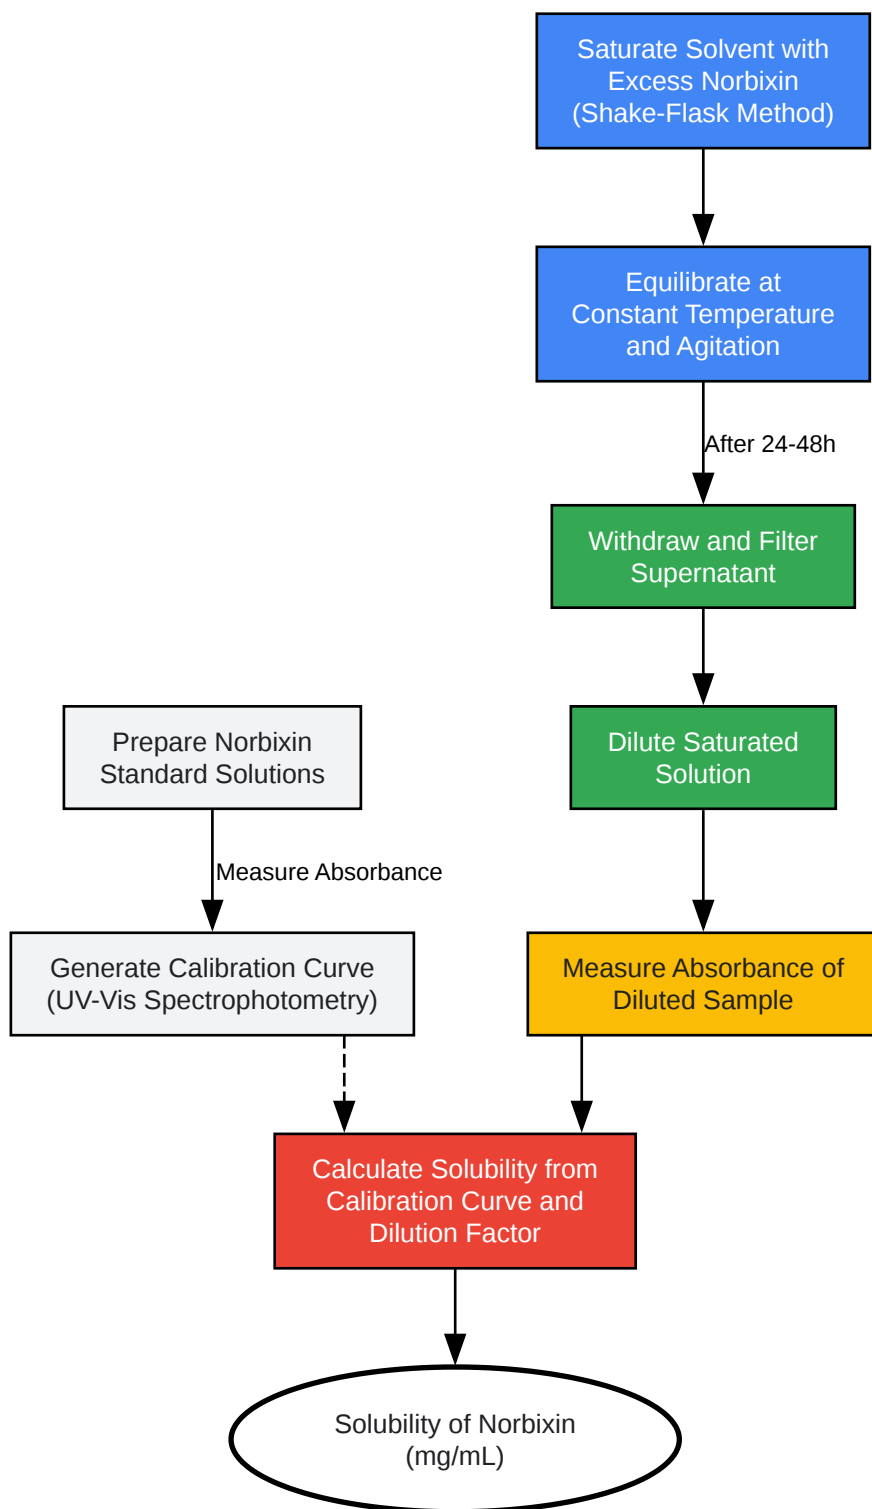 Saturate Solvent with
Excess Norbixin
(Shake-Flask Method)
Equilibrate at
Constant Temperature
and Agitation
After 24-48h
Withdraw and Filter
Supernatant
Prepare Norbixin
Standard Solutions
Dilute Saturated
Solution
Measure Absorbance
Generate Calibration Curve
(UV-Vis Spectrophotometry)
Measure Absorbance of
Diluted Sample
Calculate Solubility from
Calibration Curve and
Dilution Factor
Solubility of Norbixin
(mg/mL)